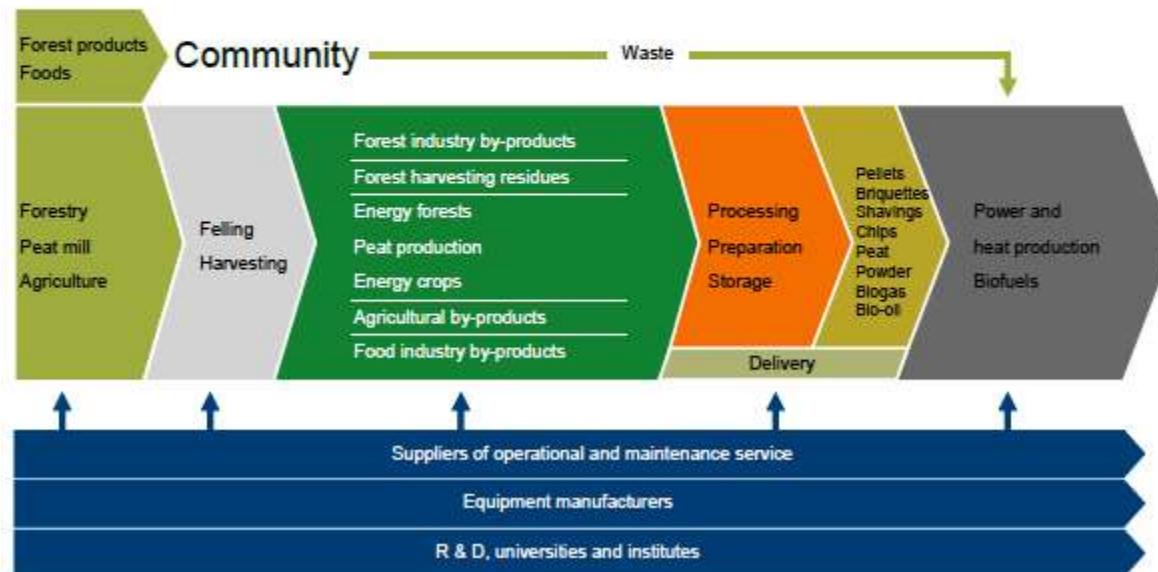 Forest products
Foods
Community
Waste
Forestry
Peat mill
Agriculture
Felling
Harvesting
Forest industry by-products
Forest harvesting residues
Energy forests
Peat production
Energy crops
Agricultural by-products
Food industry by-products
Processing
Preparation
Storage
Pellets
Briquettes
Shavings
Chips
Peat
Powder
Biogas
Bio-oil
Delivery
Power and
heat production
Biofuels
Suppliers of operational and maintenance service
Equipment manufacturers
R & D, universities and institutes